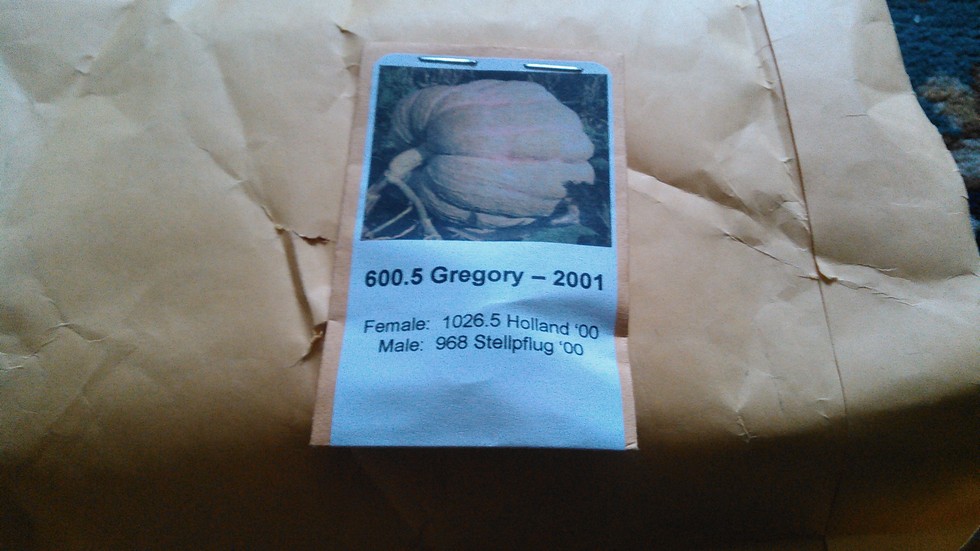 600.5 Gregory – 2001
Female: 1026.5 Holland ‘00
Male: 968 Stellpflug ‘00